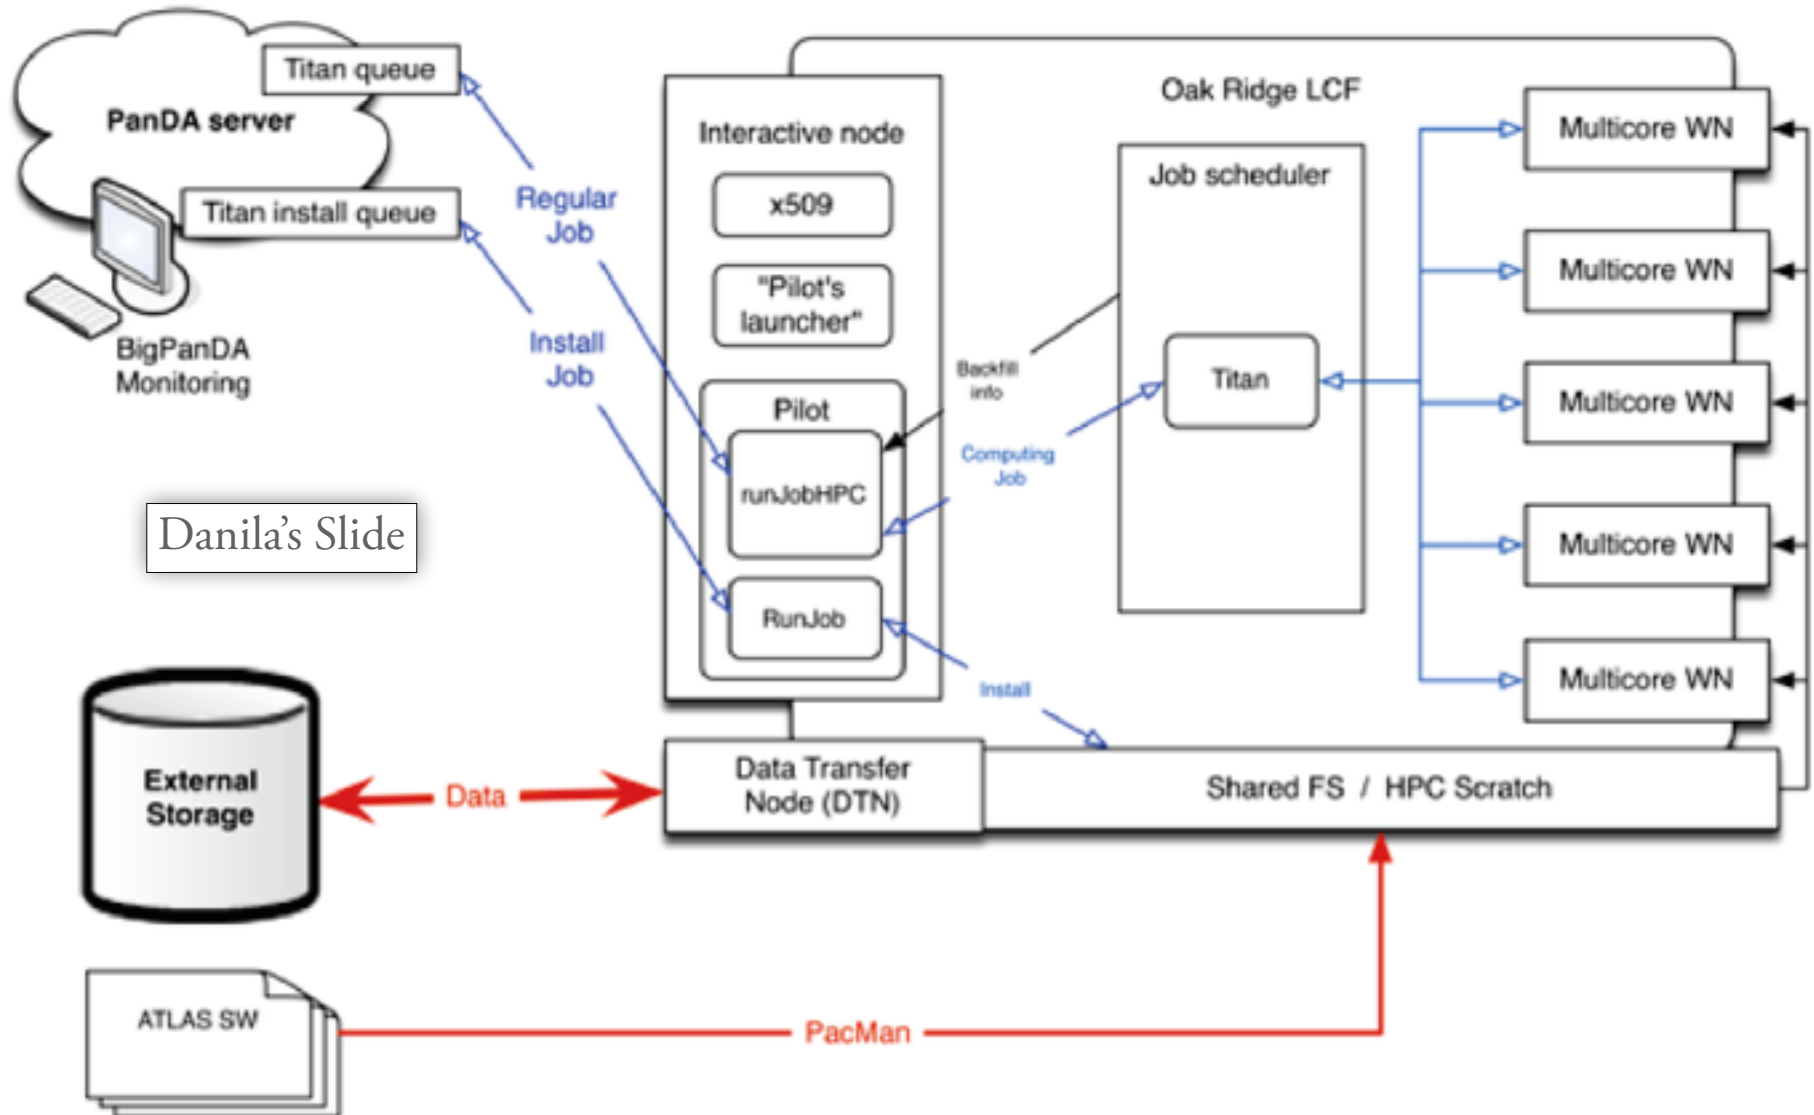 Titan queue
PanDA server
Titan install queue
BigPanDA
Monitoring
Regular
Job
Install
Job
Danila’s Slide
Oak Ridge LCF
Interactive node
x509
"Pilot's
launcher"
Pilot
runJobHPC
RunJob
Backfill
info
Computing
Job
Install
Job scheduler
Titan
Multicore WN
Multicore WN
Multicore WN
Multicore WN
Multicore WN
External
Storage
Data
Data Transfer
Node (DTN)
Shared FS / HPC Scratch
ATLAS SW
PacMan